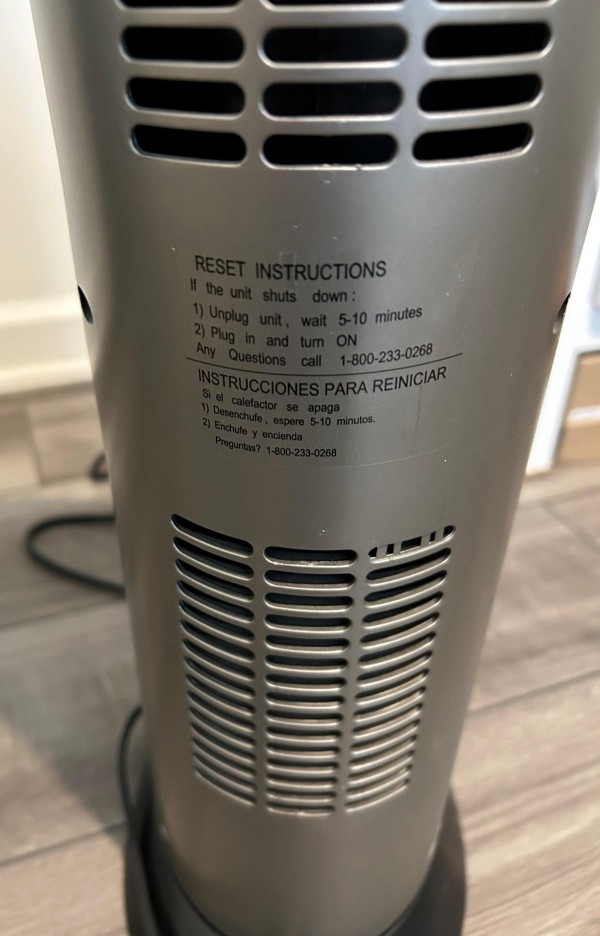 RESET INSTRUCTIONS
If the unit shuts down:
1) Unplug unit, wait 5-10 minutes
2) Plug in and turn ON
Any Questions call 1-800-233-0268
INSTRUCCIONES PARA REINICIAR
Si el calefactor se apaga
1) Desenchufe, espere 5-10 minutos.
2) Enchufe y encienda
Preguntas? 1-800-233-0268